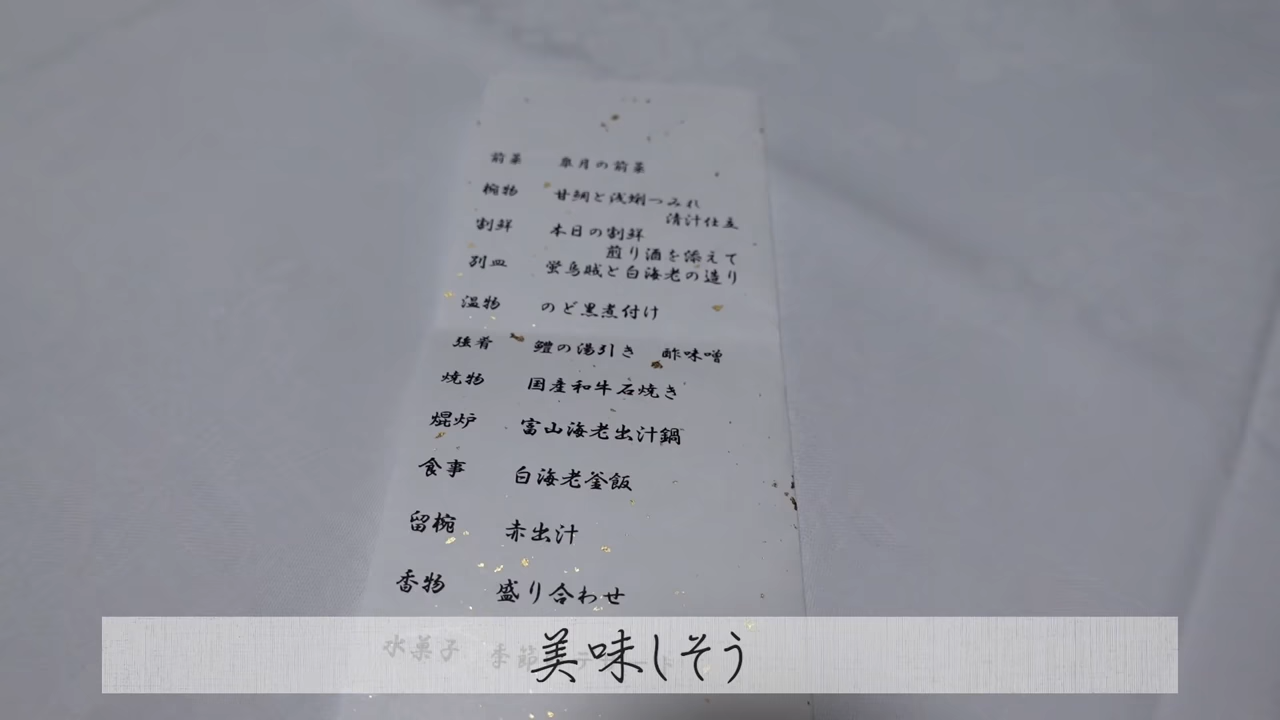 前菜 皐月の前菜
椀物 甘鯛と浅蜊つみれ
清汁仕立
割鮮 本日の割鮮
煎り酒を添えて
別皿 蛍烏賊と白海老の造り
温物 のど黒煮付け
強肴 鱧の湯引き 酢味噌
焼物 国産和牛石焼き
焜炉 富山海老出汁鍋
食事 白海老釜飯
留椀 赤出汁
香物 盛り合わせ
水菓子 季節
美味しそう